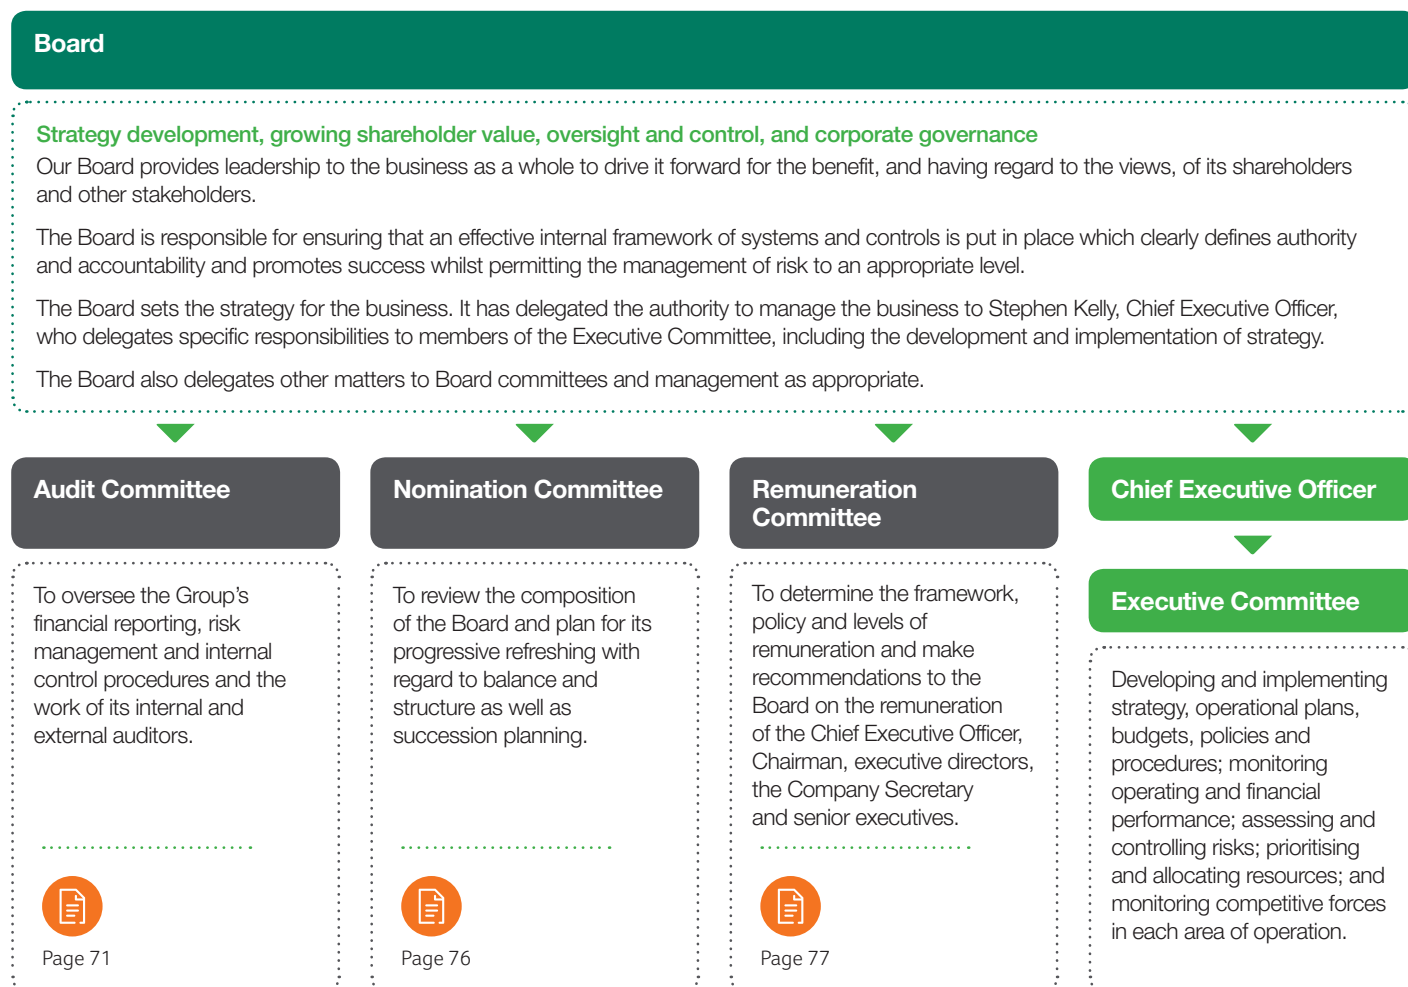 Board
Strategy development, growing shareholder value, oversight and control, and corporate governance
Our Board provides leadership to the business as a whole to drive it forward for the benefit, and having regard to the views, of its shareholders
and other stakeholders.
The Board is responsible for ensuring that an effective internal framework of systems and controls is put in place which clearly defines authority
and accountability and promotes success whilst permitting the management of risk to an appropriate level.
The Board sets the strategy for the business. It has delegated the authority to manage the business to Stephen Kelly, Chief Executive Officer,
who delegates specific responsibilities to members of the Executive Committee, including the development and implementation of strategy.
The Board also delegates other matters to Board committees and management as appropriate.
Audit Committee
To oversee the Group’s
financial reporting, risk
management and internal
control procedures and the
work of its internal and
external auditors.
Page 71
Nomination Committee
To review the composition
of the Board and plan for its
progressive refreshing with
regard to balance and
structure as well as
succession planning.
Page 76
Remuneration
Committee
To determine the framework,
policy and levels of
remuneration and make
recommendations to the
Board on the remuneration
of the Chief Executive Officer,
Chairman, executive directors,
the Company Secretary
and senior executives.
Page 77
Chief Executive Officer
Executive Committee
Developing and implementing
strategy, operational plans,
budgets, policies and
procedures; monitoring
operating and financial
performance; assessing and
controlling risks; prioritising
and allocating resources; and
monitoring competitive forces
in each area of operation.